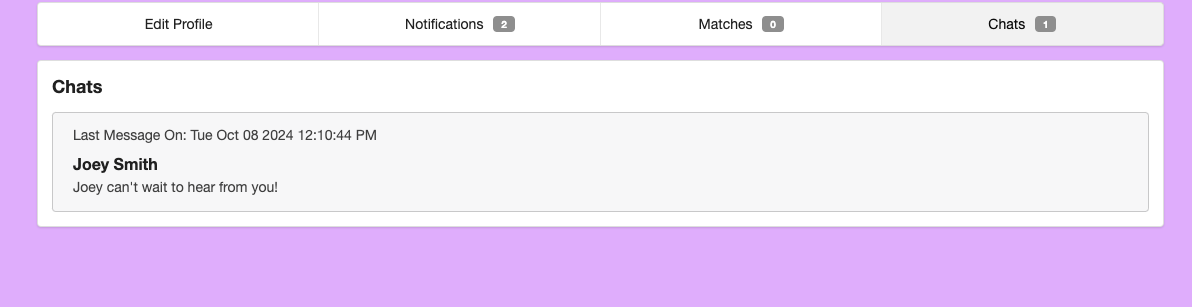 Edit Profile Notifications 2 Matches 0 Chats 1
Chats
Last Message On: Tue Oct 08 2024 12:10:44 PM
Joey Smith
Joey can't wait to hear from you!